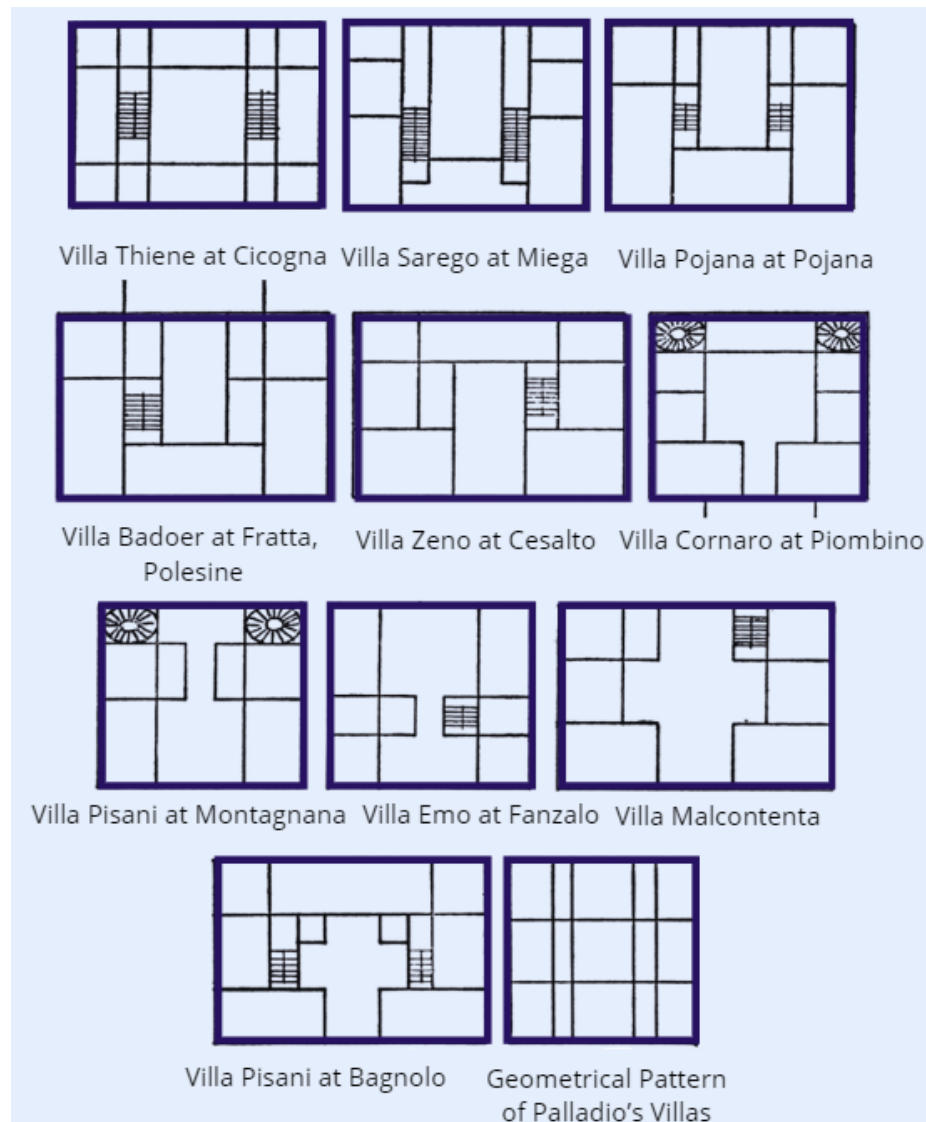 Villa Thiene at Cicogna
Villa Sarego at Miega
Villa Pojana at Pojana
Villa Badoer at Fratta,
Polesine
Villa Zeno at Cesalto
Villa Cornaro at Piombino
Villa Pisani at Montagnana
Villa Emo at Fanzalo
Villa Malcontenta
Villa Pisani at Bagnolo
Geometrical Pattern
of Palladio’s Villas